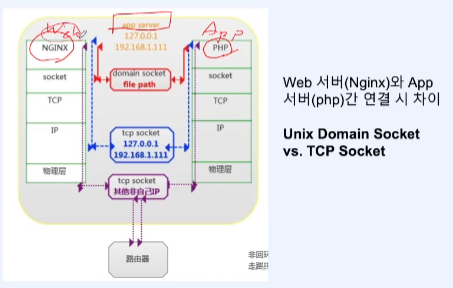 Web
App
app server
127.0.0.1
192.168.1.111
NGINX
PHP
socket
domain socket
file path
socket
TCP
TCP
IP
tcp socket
127.0.0.1
192.168.1.111
IP
物理层
tcp socket
其他非自己IP
物理层
路由器
非回环
Web 서버(Nginx)와 App
서버(php)간 연결 시 차이
Unix Domain Socket
vs. TCP Socket